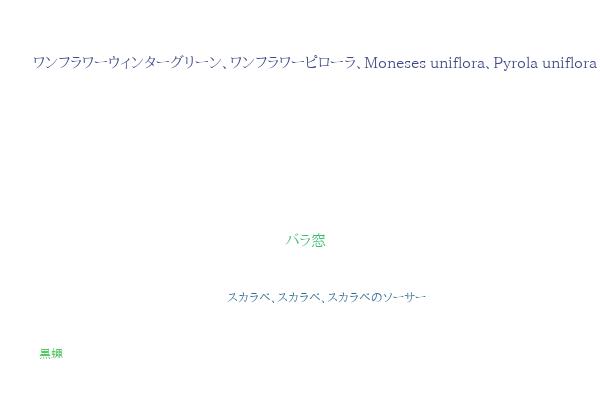 ワンフラワーウィンターグリーン、ワンフラワーピローラ、Moneses uniflora、Pyrola uniflora
バラ窓
スカラベ、スカラベ、スカラベのソーサー
黒蝿